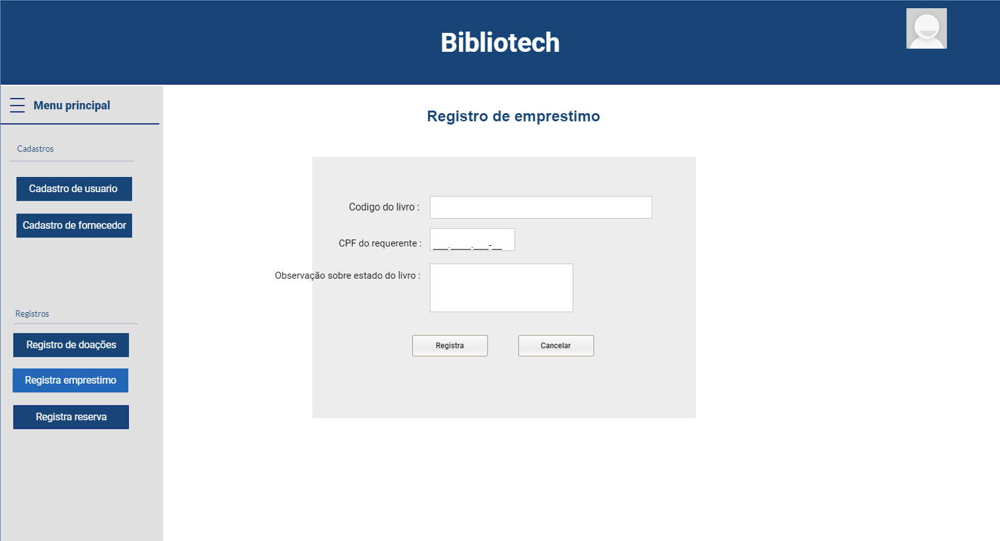 Bibliotech
Menu principal
Registro de emprestimo
Cadastros
Cadastro de usuario
Cadastro de fornecedor
Codigo do livro :
CPF do requerente :
___.____.___-__
Observação sobre estado do livro :
Registra
Cancelar
Registros
Registro de doações
Registra emprestimo
Registra reserva